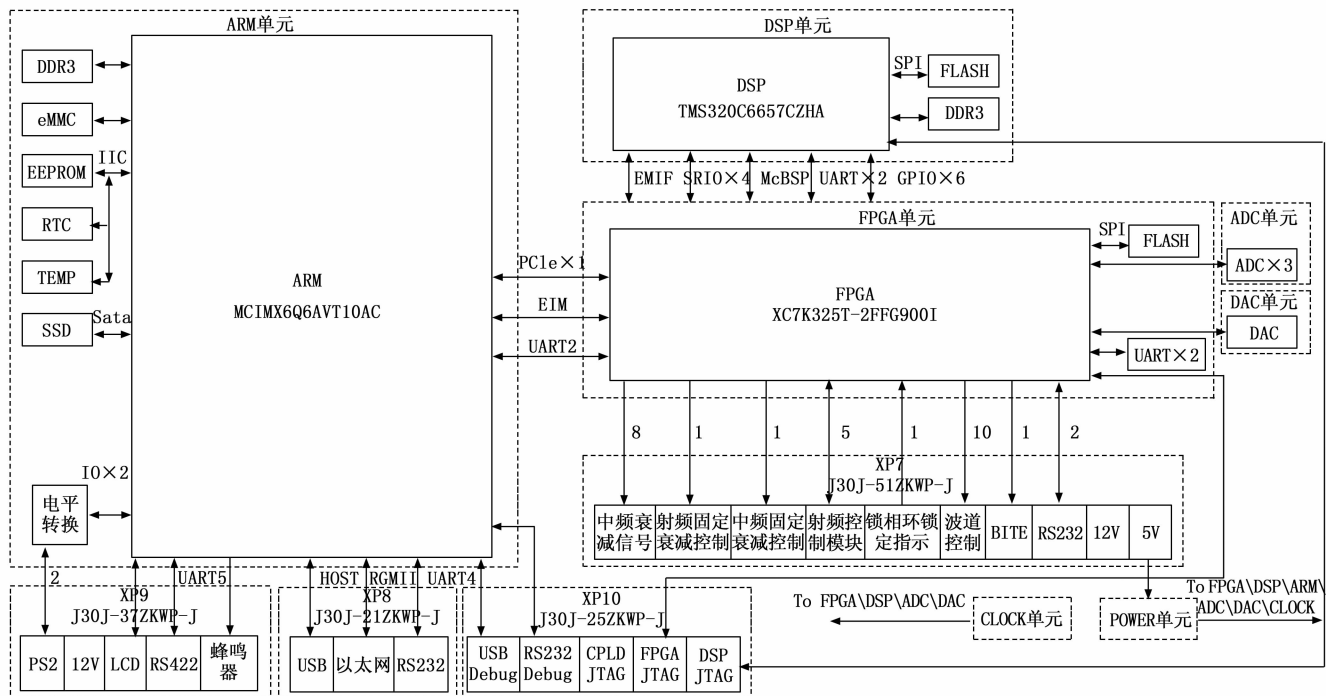 ARM单元
DDR3
eMMC
IIC
EEPROM
RTC
TEMP
Sata
SSD
ARM
MCIMX6Q6AVT10AC
IO×2
电平
转换
2
UART5
XP9
J30J-37ZKWP-J
PS2
12V
LCD
RS422
蜂鸣
器
HOST
RGMII
UART4
XP8
J30J-21ZKWP-J
USB
以太网
RS232
XP10
J30J-25ZKWP-J
USB
Debug
RS232
Debug
CPLD
JTAG
FPGA
JTAG
DSP
JTAG
PCle×1
EIM
UART2
DSP单元
DSP
TMS320C6657CZHA
SPI
FLASH
DDR3
EMIF
SRIO×4
McBSP
UART×2
GPIO×6
FPGA单元
FPGA
XC7K325T-2FFG900I
SPI
FLASH
UART×2
ADC单元
ADC×3
DAC单元
DAC
8
1
1
5
1
10
1
2
XP7
J30J-51ZKWP-J
中频衰
减信号
射频固定
衰减控制
中频固定
衰减控制
射频控
制模块
锁相环锁
定指示
波道
控制
BITE
RS232
12V
5V
To FPGA\DSP\ADC\DAC
CLOCK单元
POWER单元
To FPGA\DSP\ARM\
ADC\DAC\CLOCK